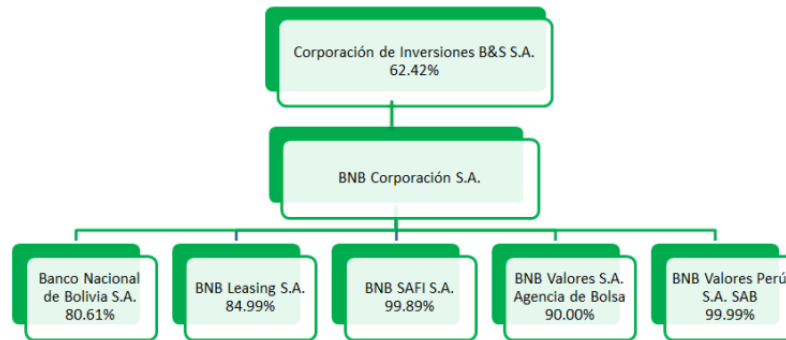 Corporación de Inversiones B&S S.A.
62.42%
BNB Corporación S.A.
Banco Nacional
de Bolivia S.A.
80.61%
BNB Leasing S.A.
84.99%
BNB SAFI S.A.
99.89%
BNB Valores S.A.
Agencia de Bolsa
90.00%
BNB Valores Perú
S.A. SAB
99.99%